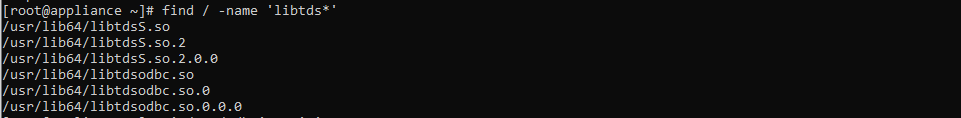 [root@appliance ~]# find / -name 'libtds*'
/usr/lib64/libtdsS.so
/usr/lib64/libtdsS.so.2
/usr/lib64/libtdsS.so.2.0.0
/usr/lib64/libtdsodbc.so
/usr/lib64/libtdsodbc.so.0
/usr/lib64/libtdsodbc.so.0.0.0